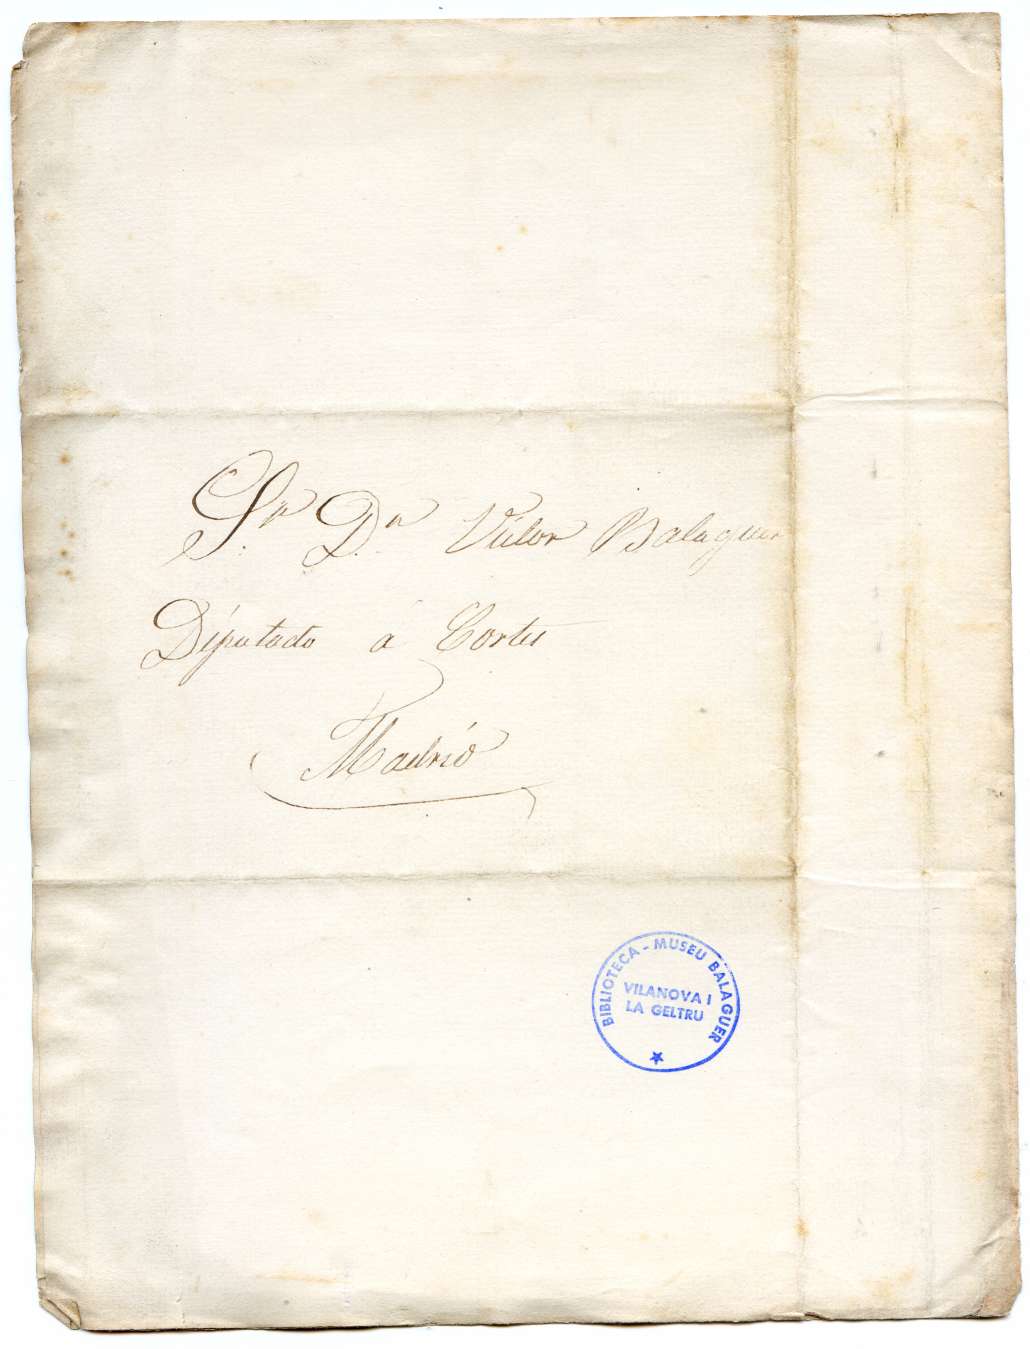 Sr. Dn. Victor Balaguer
Diputado á Cortes
Madrid
BIBLIOTECA - MUSEU BALAGUER
VILANOVA I
LA GELTRU